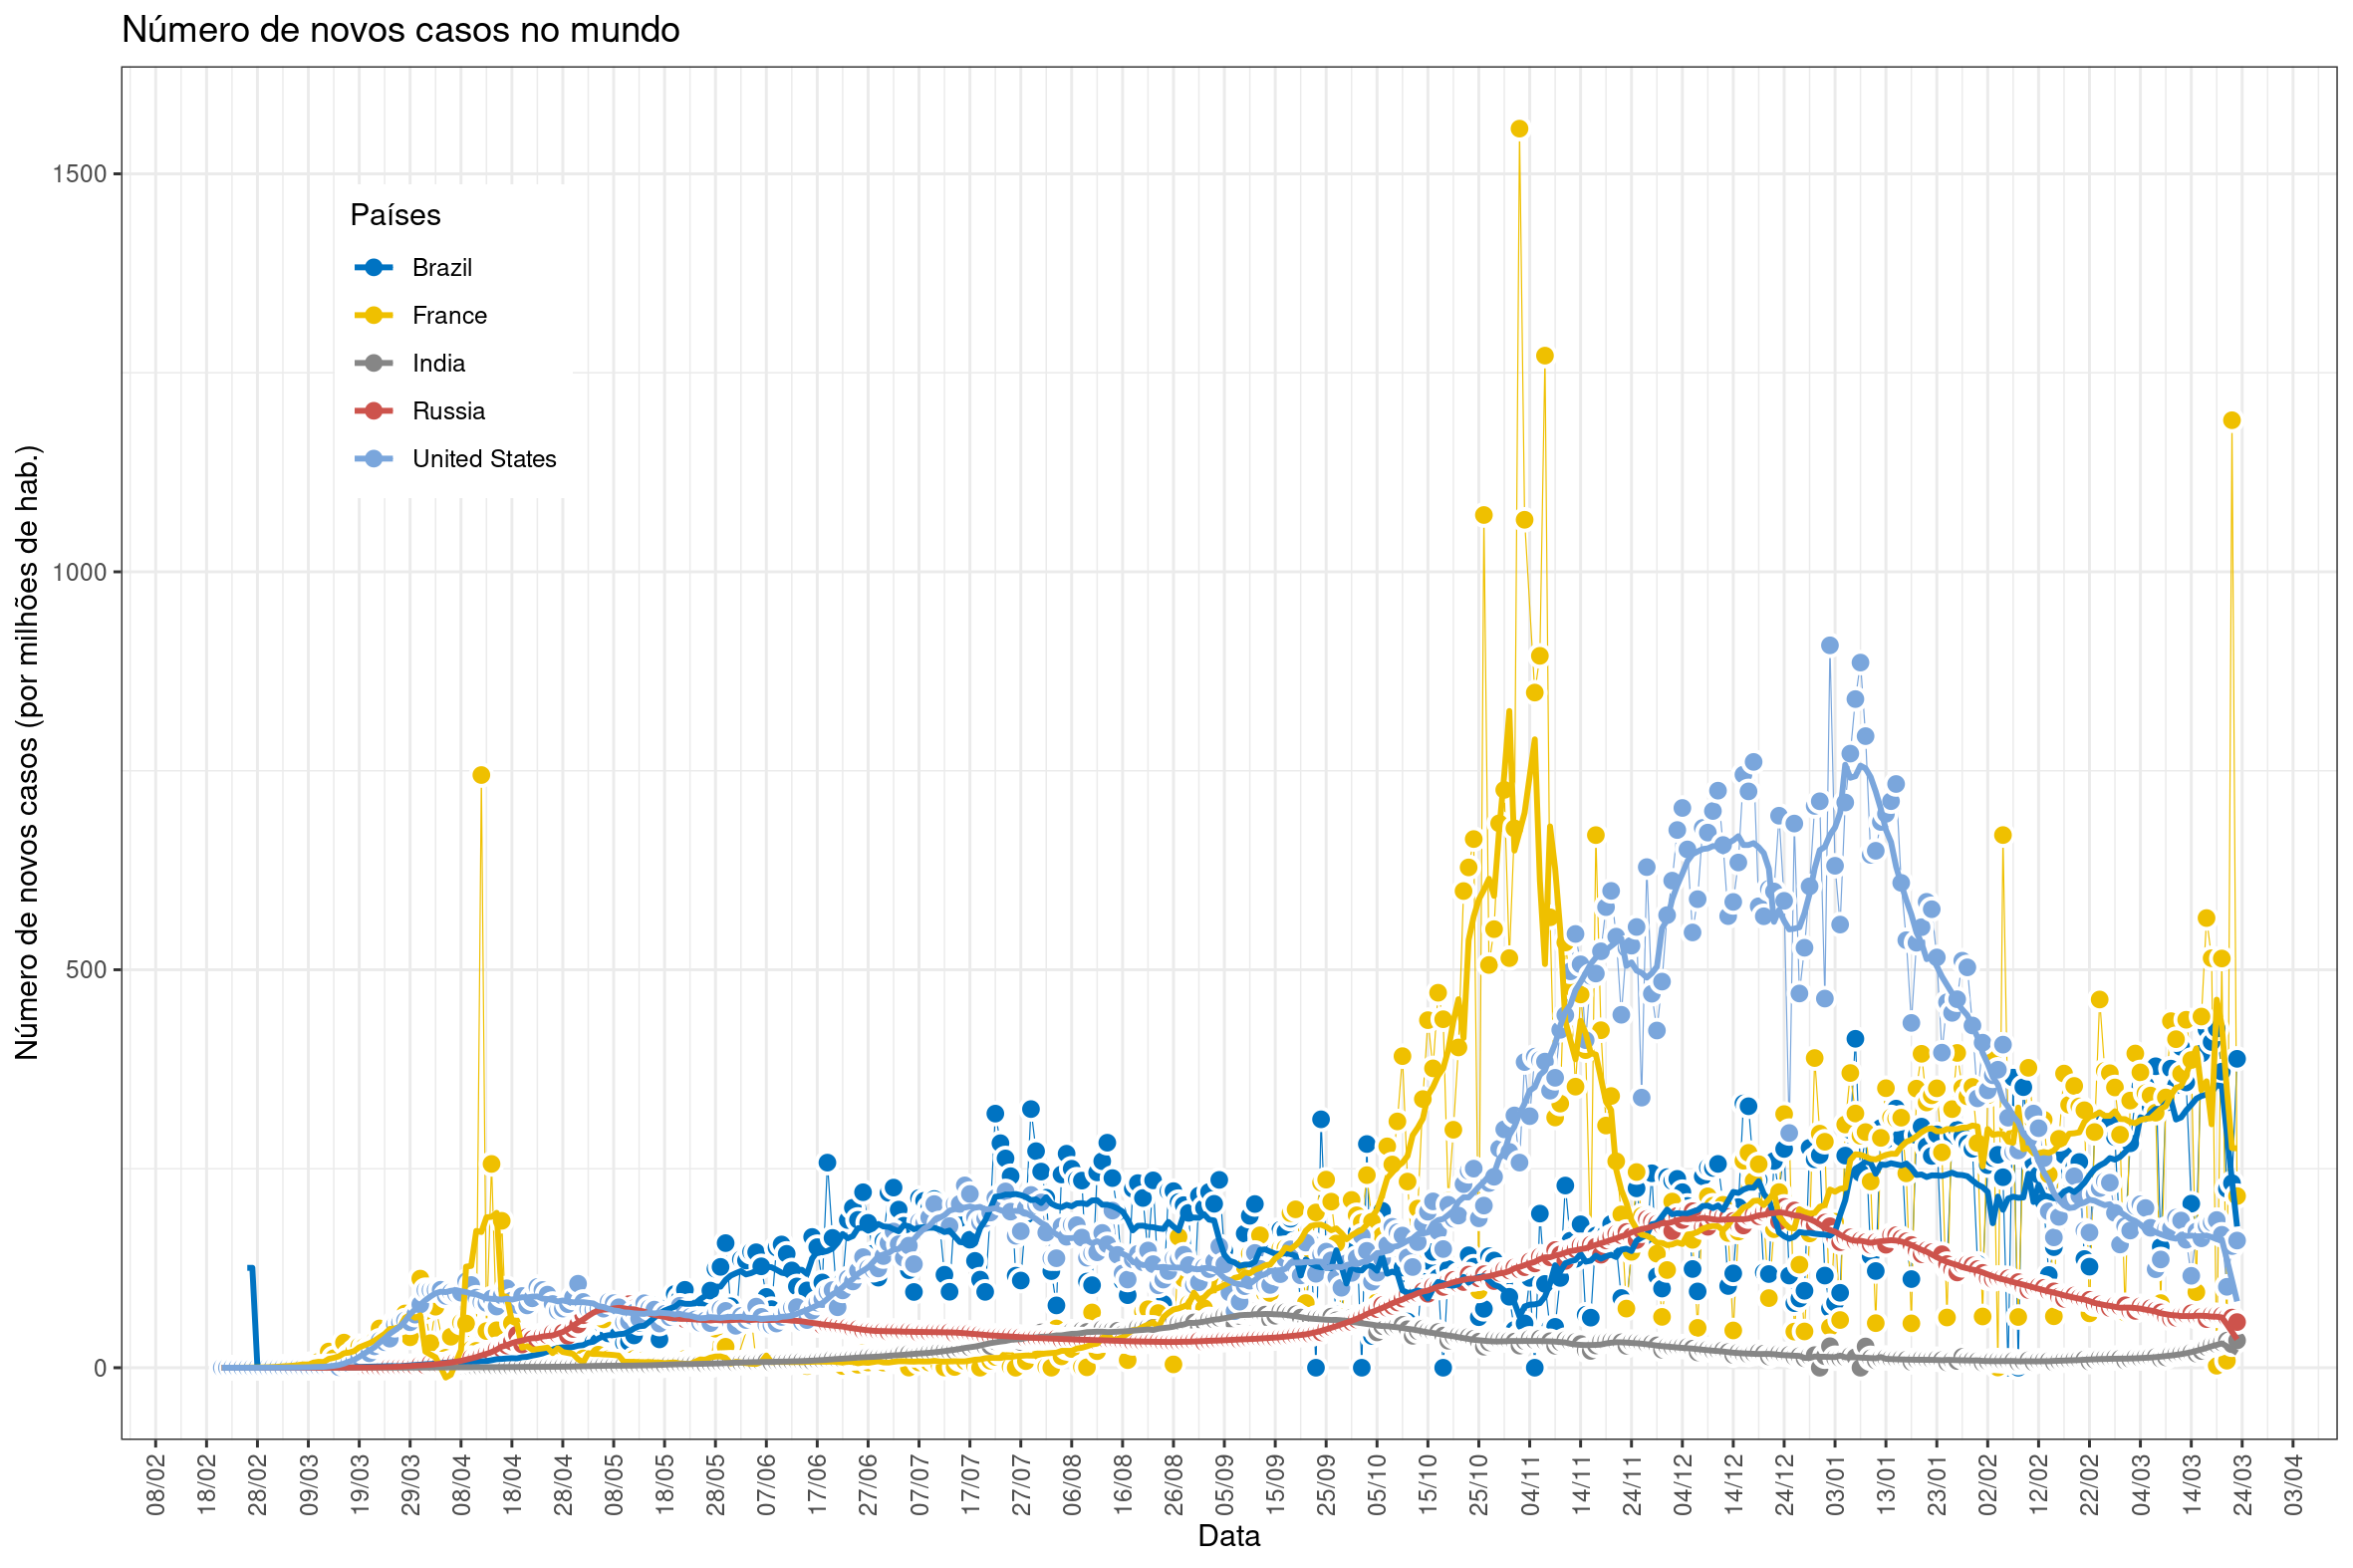 Número de novos casos no mundo
Número de novos casos (por milhões de hab.)
1500
1000
500
0
Países
Brazil
France
India
Russia
United States
08/02 18/02 28/02 09/03 19/03 29/03 08/04 18/04 28/04 08/05 18/05 28/05 07/06 17/06 27/06 07/07 17/07 27/07 06/08 16/08 26/08 05/09 15/09 25/09 05/10 15/10 25/10 04/11 14/11 24/11 04/12 14/12 24/12 03/01 13/01 23/01 02/02 12/02 22/02 04/03 14/03 24/03 03/04
Data